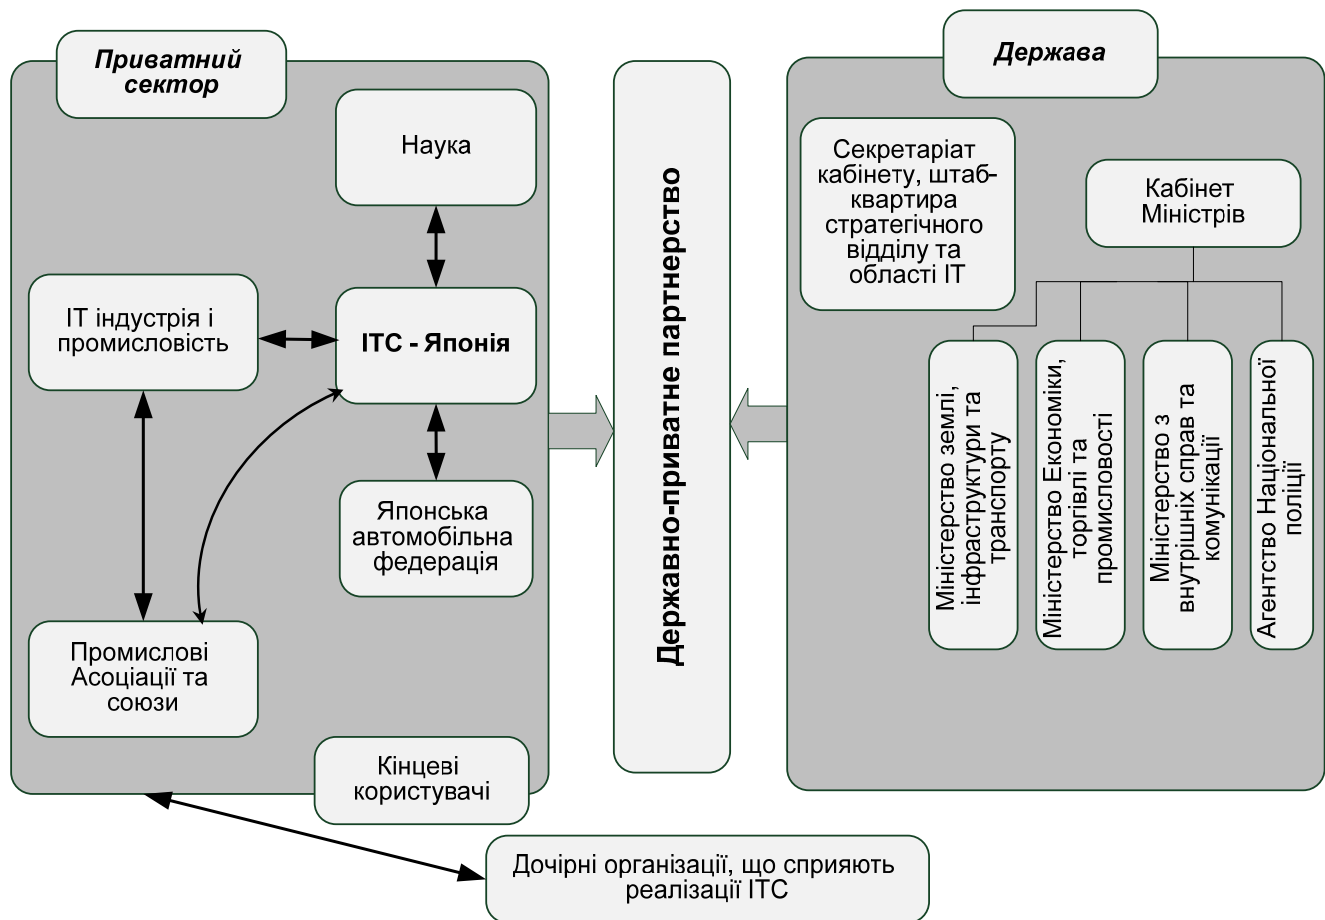 Приватний
сектор
Наука
ІТ індустрія і
промисловість
ІТС - Японія
Японська
автомобільна
федерація
Промислові
Асоціації та
союзи
Кінцеві
користувачі
Державно-приватне партнерство
Держава
Секретаріат
кабінету, штаб-
квартира
стратегічного
відділу та
області ІТ
Кабінет
Міністрів
Міністерство землі,
інфраструктури та
транспорту
Міністерство Економіки,
торгівлі та
промисловості
Міністерство з
внутрішніх справ та
комунікації
Агентство Національної
поліції
Дочірні організації, що сприяють
реалізації ІТС